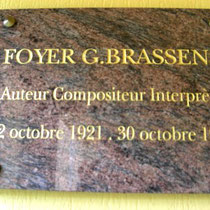 FOYER G.BRASSEN
Auteur Compositeur Interprè
2 octobre 1921 . 30 octobre 1